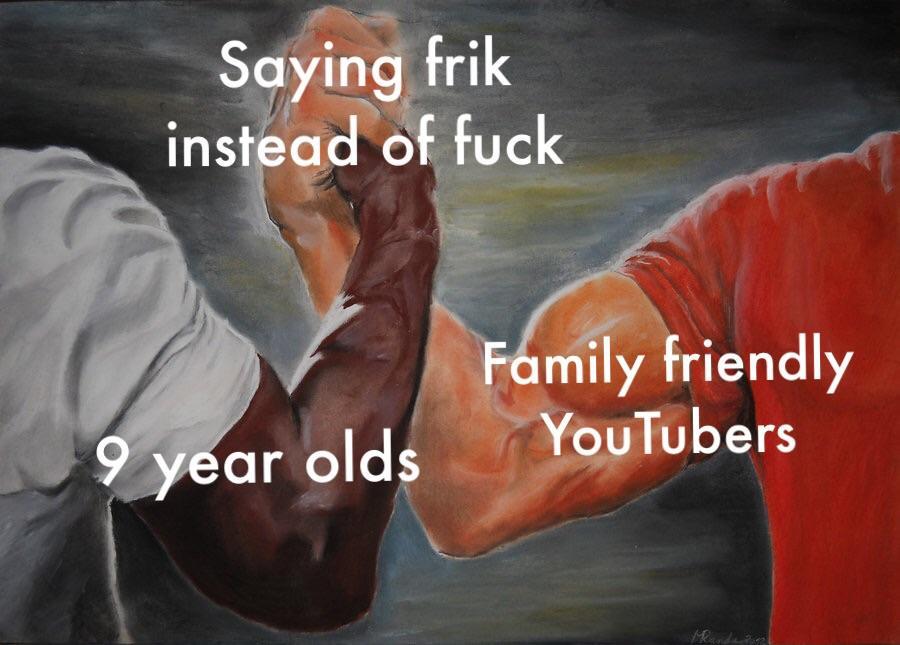 Saying frik
instead of fuck
Family friendly
YouTubers
9 year olds